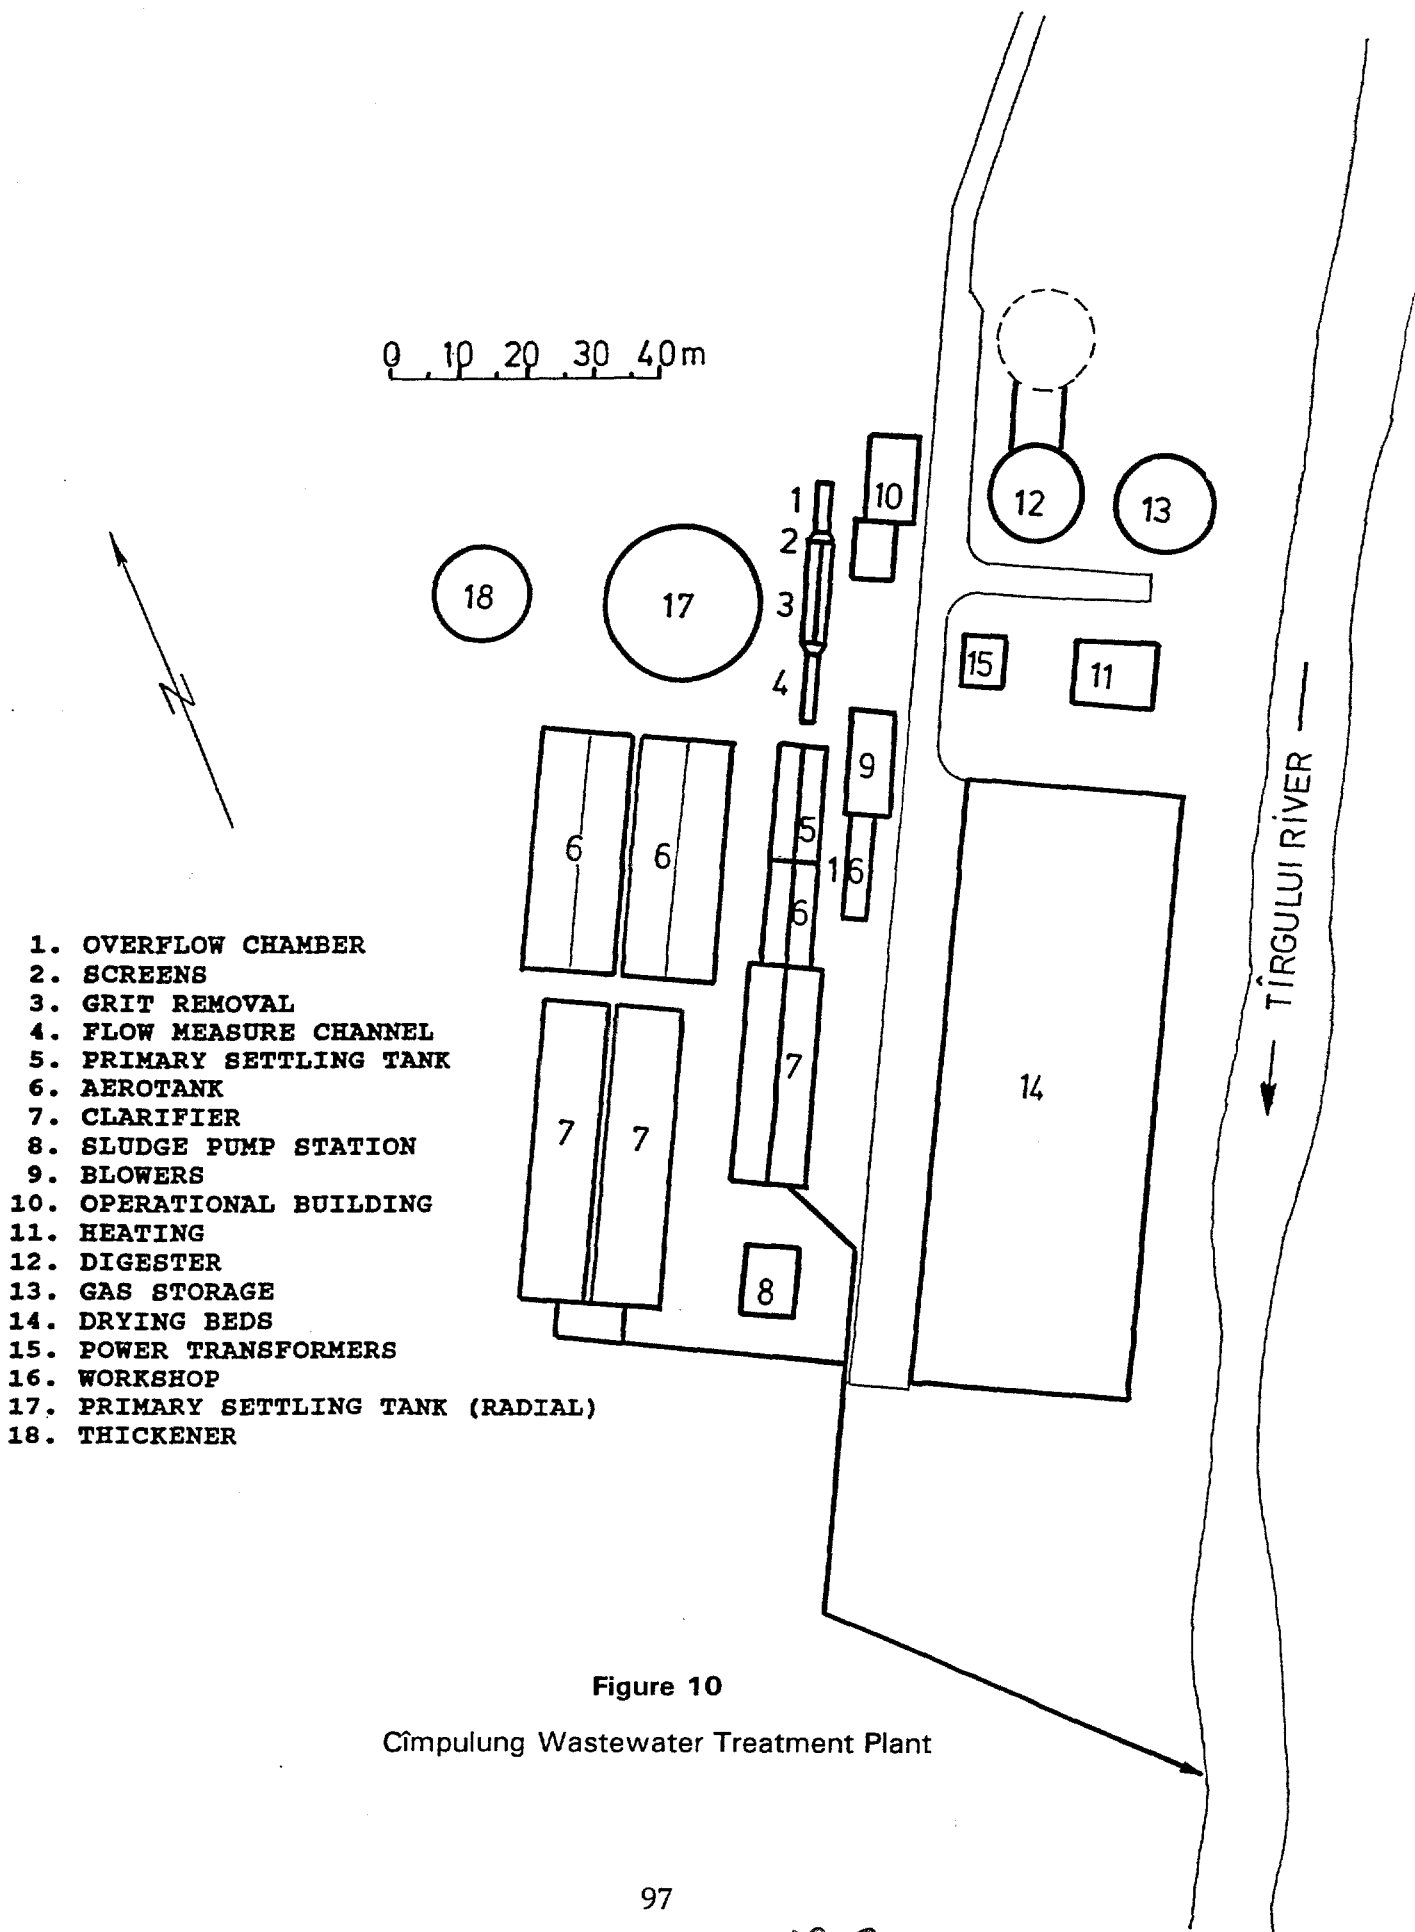 0 10 20 30 40m
10
12
13
1
2
3
4
18
17
15
11
N
9
5
6
6
16
6
TÎRGULUI RİVER
7
14
7
7
8
1. OVERFLOW CHAMBER
2. SCREENS
3. GRIT REMOVAL
4. FLOW MEASURE CHANNEL
5. PRIMARY SETTLING TANK
6. AEROTANK
7. CLARIFIER
8. SLUDGE PUMP STATION
9. BLOWERS
10. OPERATIONAL BUILDING
11. HEATING
12. DIGESTER
13. GAS STORAGE
14. DRYING BEDS
15. POWER TRANSFORMERS
16. WORKSHOP
17. PRIMARY SETTLING TANK (RADIAL)
18. THICKENER
Figure 10
Cîmpulung Wastewater Treatment Plant
97